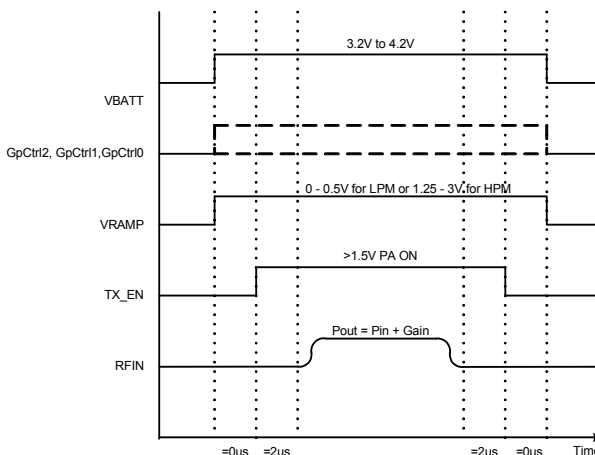 3.2V to 4.2V
VBATT
GpCtrl2, GpCtrl1,GpCtrl0
0 - 0.5V for LPM or 1.25 - 3V for HPM
VRAMP
>1.5V PA ON
TX_EN
Pout = Pin + Gain
RFIN
=0us =2us =2us =0us Time